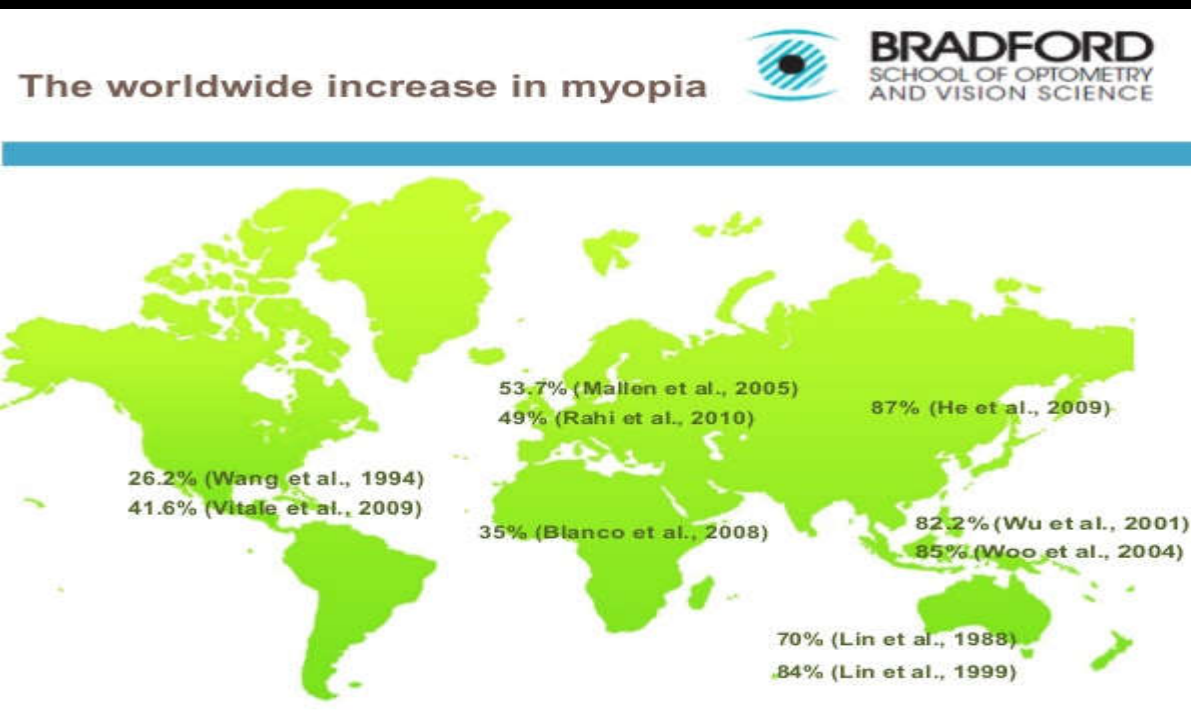 The worldwide increase in myopia
BRADFORD
SCHOOL OF OPTOMETRY
AND VISION SCIENCE
53.7% (Mallen et al., 2005)
49% (Rahi et al., 2010)
87% (He et al., 2009)
26.2% (Wang et al., 1994)
41.6% (Vitale et al., 2009)
35% (Blanco et al., 2008)
82.2% (Wu et al., 2001)
85% (Woo et al., 2004)
70% (Lin et al., 1988)
84% (Lin et al., 1999)